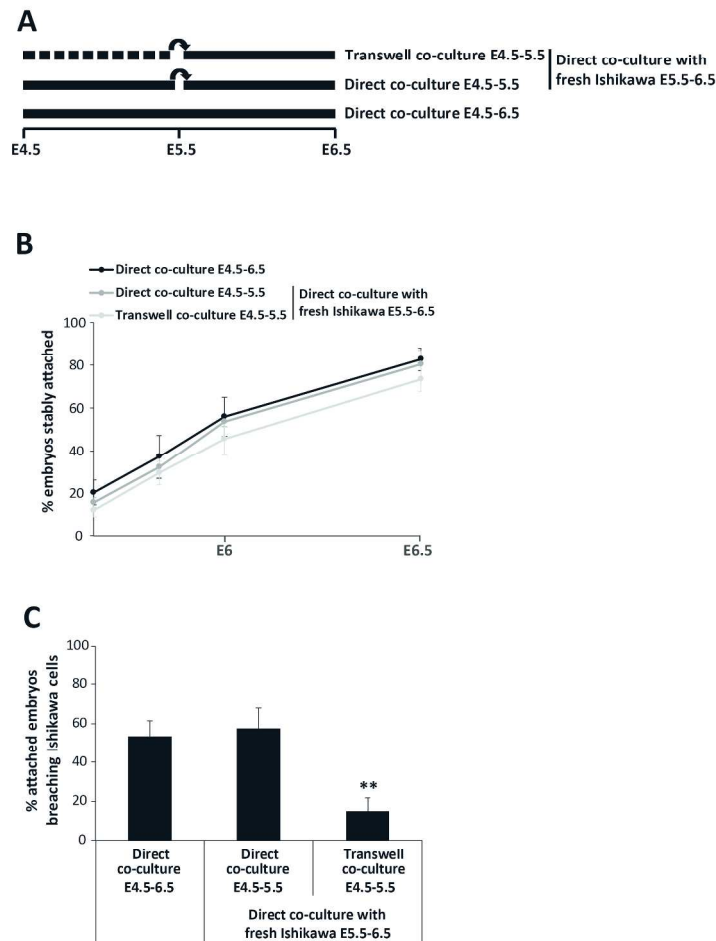 A
Transwell co-culture E4.5-5.5
Direct co-culture E4.5-5.5
Direct co-culture with
fresh Ishikawa E5.5-6.5
Direct co-culture E4.5-6.5
E4.5
E5.5
E6.5
B
Direct co-culture E4.5-6.5
Direct co-culture E4.5-5.5
Transwell co-culture E4.5-5.5
Direct co-culture with
fresh Ishikawa E5.5-6.5
% embryos stably attached
100
80
60
40
20
0
E6
E6.5
C
% attached embryos
breaching Ishikawa cells
100
80
60
40
20
0
**
Direct
co-culture
E4.5-6.5
Direct
co-culture
E4.5-5.5
Transwell
co-culture
E4.5-5.5
Direct co-culture with
fresh Ishikawa E5.5-6.5